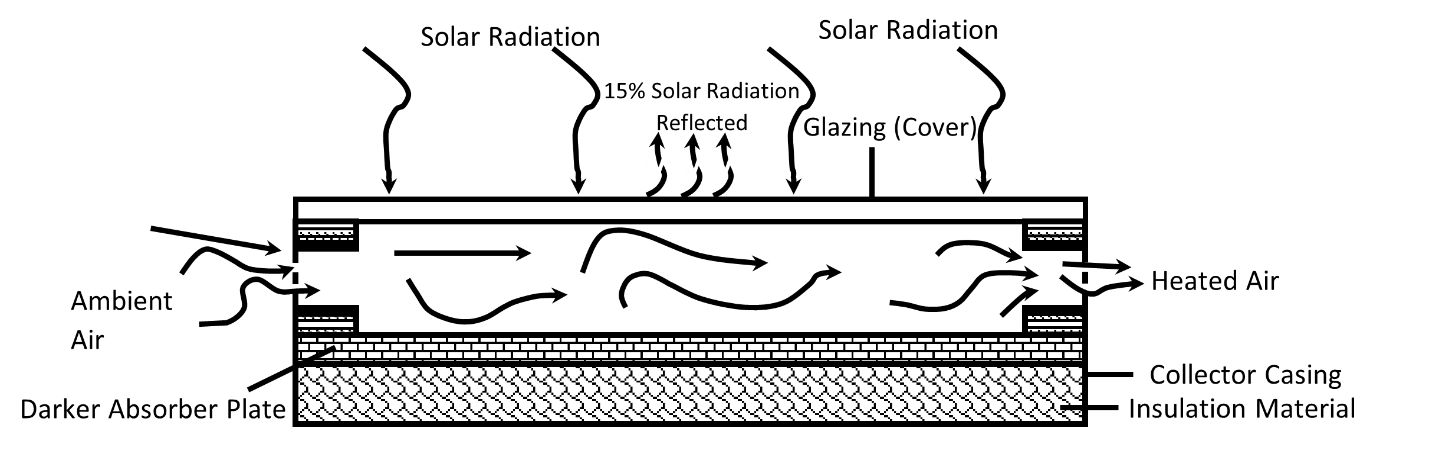 Solar Radiation
Solar Radiation
15% Solar Radiation
Reflected
Glazing (Cover)
Ambient
Air
Heated Air
Collector Casing
Darker Absorber Plate
Insulation Material